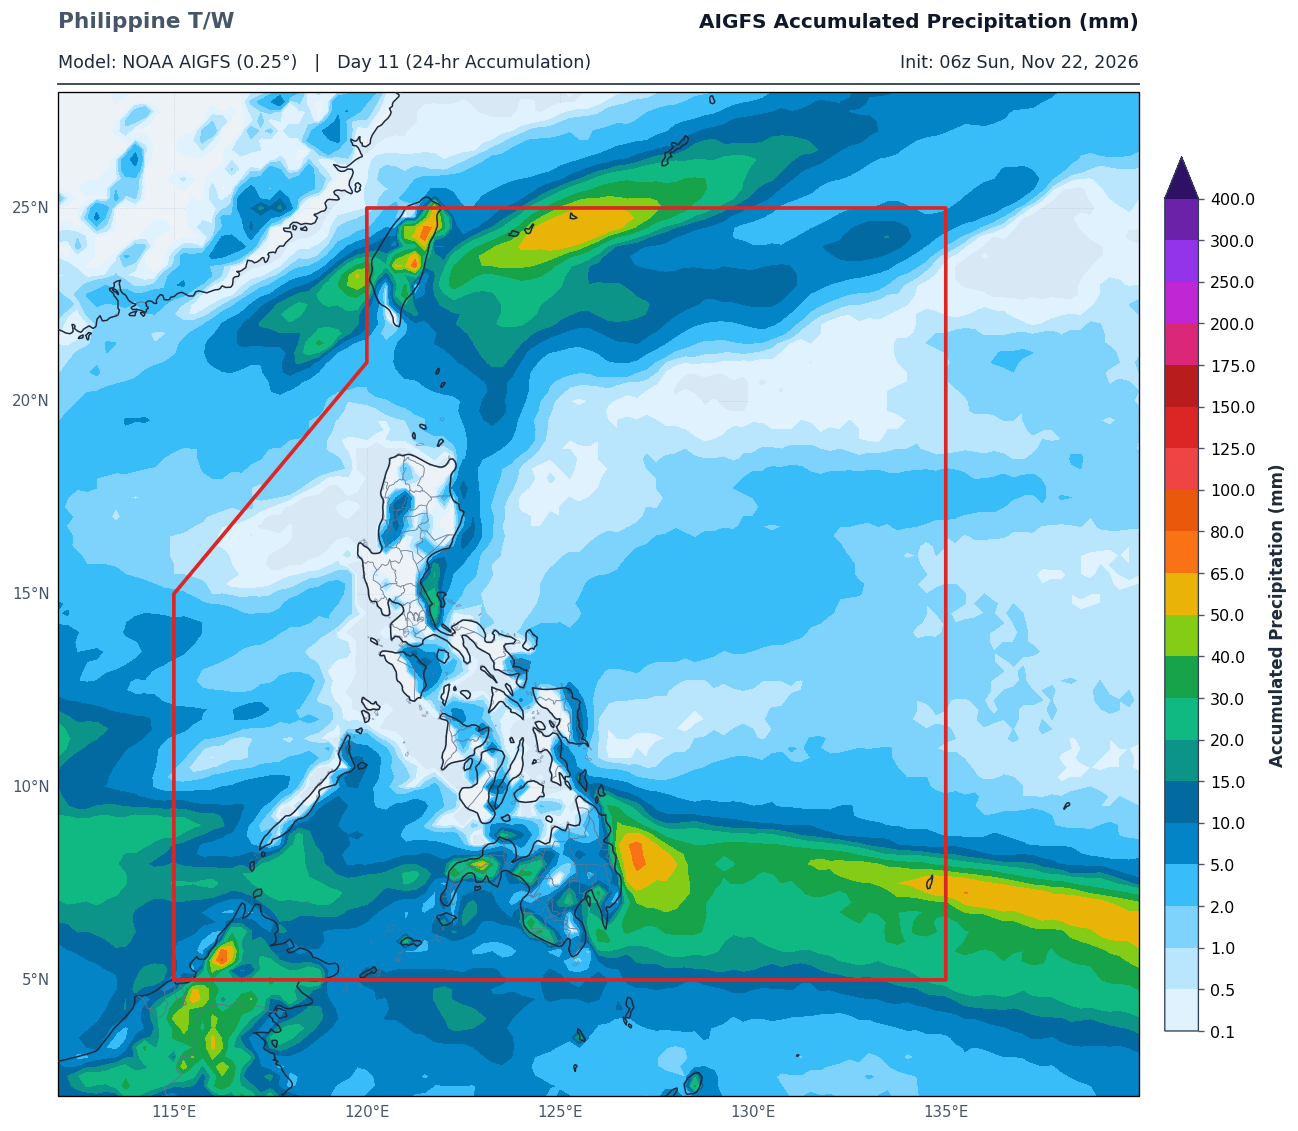 Philippine T/W
AIGFS Accumulated Precipitation (mm)
Model: NOAA AIGFS (0.25°)   |   Day 11 (24-hr Accumulation)
Init: 06z Sun, Nov 22, 2026
25°N
20°N
15°N
10°N
5°N
115°E
120°E
125°E
130°E
135°E
400.0
300.0
250.0
200.0
175.0
150.0
125.0
100.0
80.0
65.0
50.0
40.0
30.0
20.0
15.0
10.0
5.0
2.0
1.0
0.5
0.1
Accumulated Precipitation (mm)